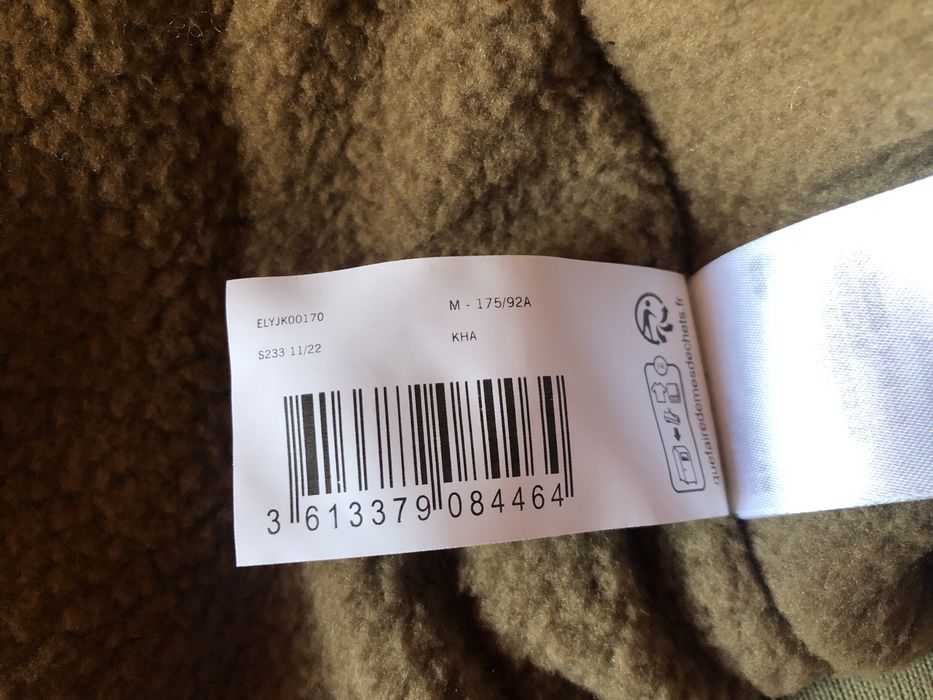 ELYJK00170
M - 175/92A
S233 11/22
KHA
3 613379 084464
quefairedemesdechets.fr